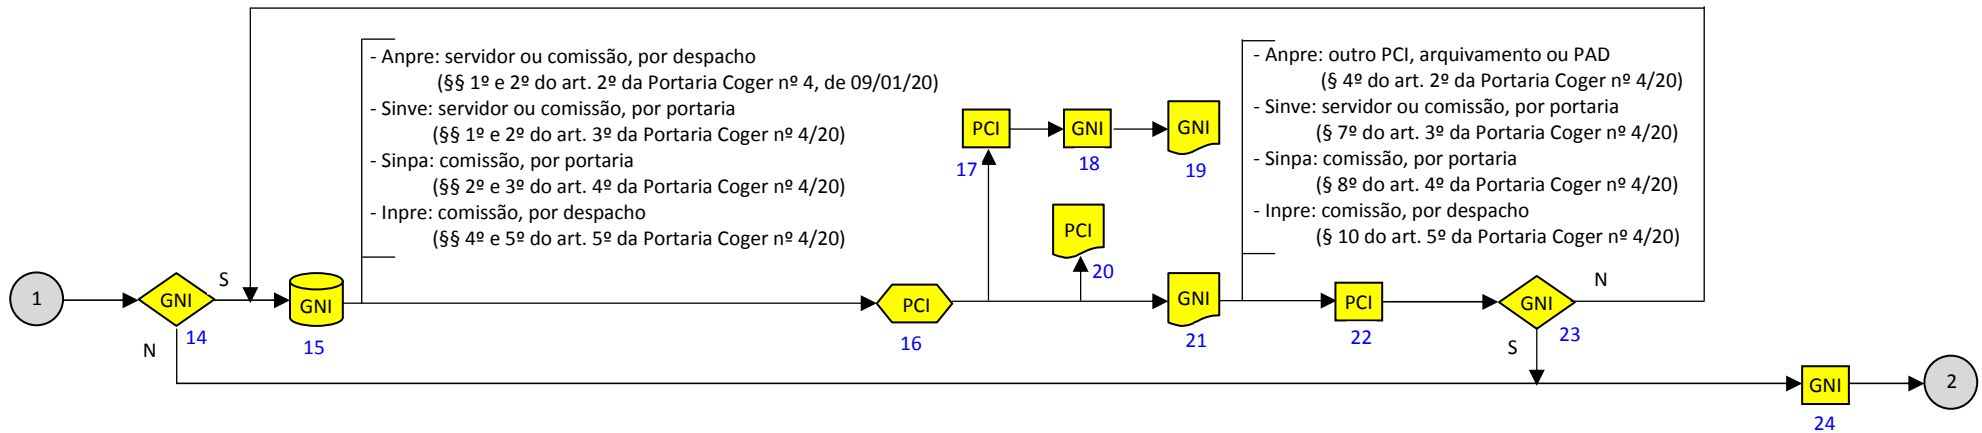 - Anpre: servidor ou comissão, por despacho
(§§ 1º e 2º do art. 2º da Portaria Coger nº 4, de 09/01/20)
- Sinve: servidor ou comissão, por portaria
(§§ 1º e 2º do art. 3º da Portaria Coger nº 4/20)
- Sinpa: comissão, por portaria
(§§ 2º e 3º do art. 4º da Portaria Coger nº 4/20)
- Inpre: comissão, por despacho
(§§ 4º e 5º do art. 5º da Portaria Coger nº 4/20)
- Anpre: outro PCI, arquivamento ou PAD
(§ 4º do art. 2º da Portaria Coger nº 4/20)
- Sinve: servidor ou comissão, por portaria
(§ 7º do art. 3º da Portaria Coger nº 4/20)
- Sinpa: comissão, por portaria
(§ 8º do art. 4º da Portaria Coger nº 4/20)
- Inpre: comissão, por despacho
(§ 10 do art. 5º da Portaria Coger nº 4/20)
PCI
17
GNI
18
GNI
19
PCI
20
1
GNI
14
S
N
GNI
15
PCI
16
GNI
21
PCI
22
GNI
23
N
S
GNI
24
2